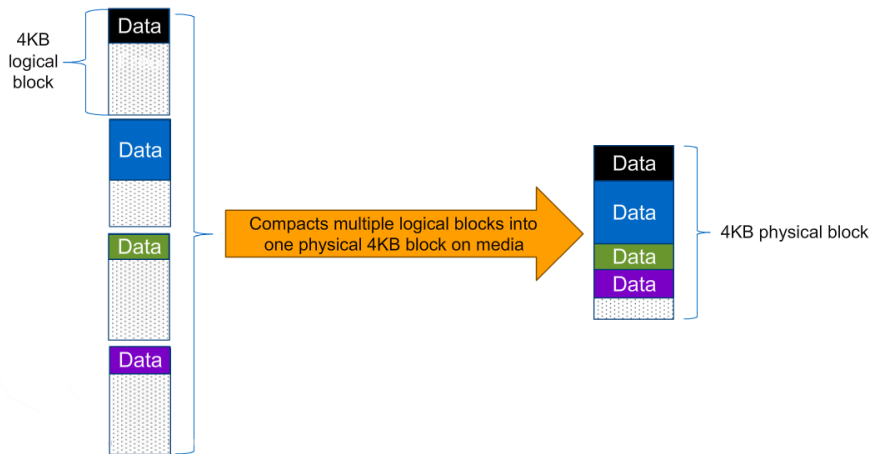 4KB
logical
block
Data
Data
Data
Data
Compacts multiple logical blocks into
one physical 4KB block on media
Data
Data
Data
Data
4KB physical block